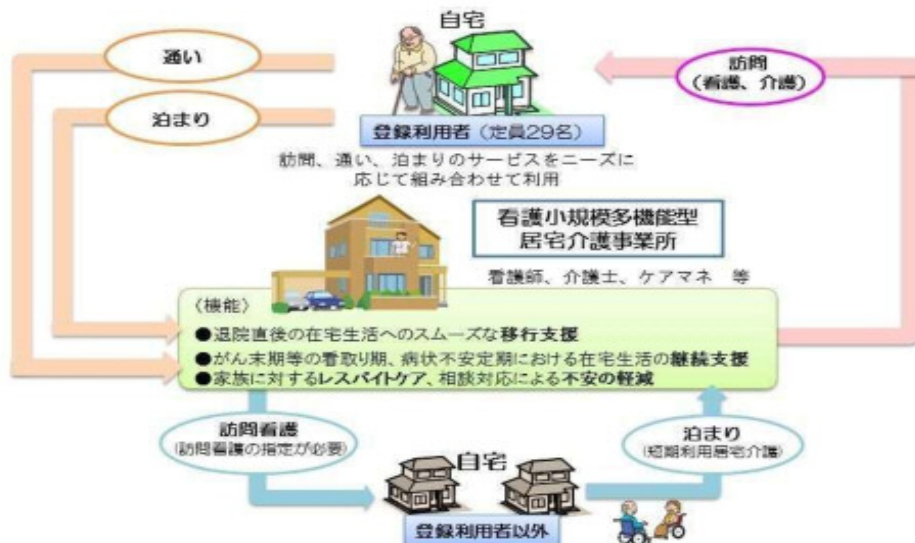 自宅
通い
訪問
(看護、介護)
泊まり
登録利用者（定員29名）
訪問、通い、泊まりのサービスをニーズに
応じて組み合わせて利用
看護小規模多機能型
居宅介護事業所
看護師、介護士、ケアマネ　等
〈機能〉
●退院直後の在宅生活へのスムーズな移行支援
●がん末期等の看取り期、病状不安定期における在宅生活の継続支援
●家族に対するレスパイトケア、相談対応による不安の軽減
訪問看護
(訪問看護の指定が必要)
泊まり
(短期利用居宅介護)
自宅
登録利用者以外